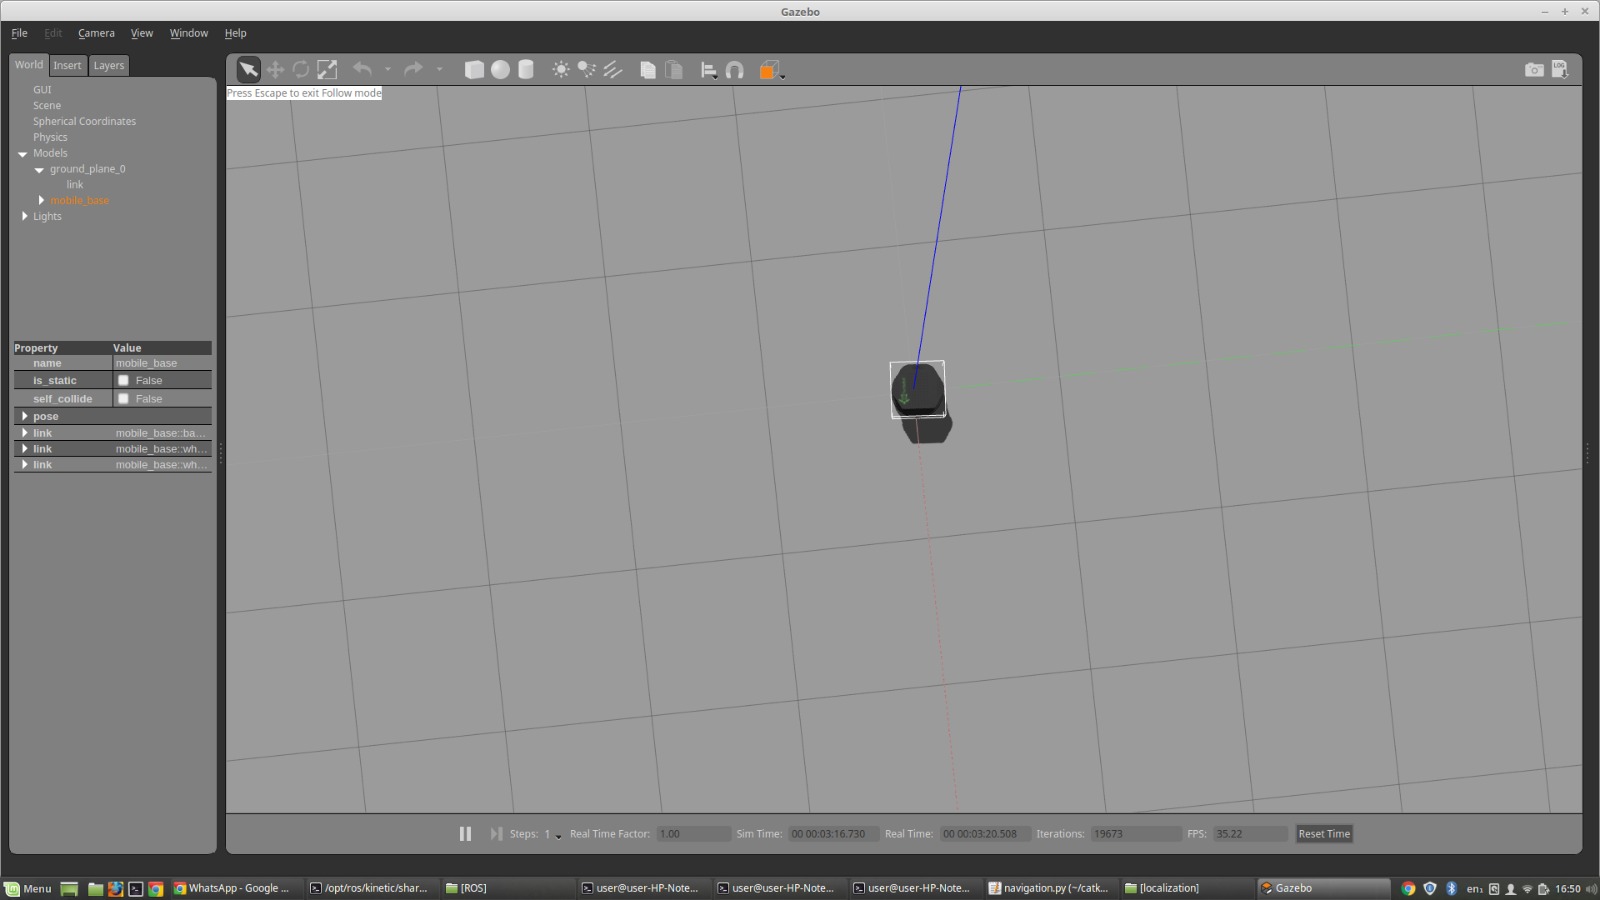 Gazebo
File Edit Camera View Window Help
World Insert Layers
Press Escape to exit Follow mode
GUI
Scene
Spherical Coordinates
Physics
Models
ground_plane_0
link
mobile_base
Lights
Property Value
name mobile_base
is_static False
self_collide False
pose
link mobile_base::ba...
link mobile_base::wh...
link mobile_base::wh...
LOG
Steps: 1 Real Time Factor: 1.00 Sim Time: 00 00:03:16.730 Real Time: 00 00:03:20.508 Iterations: 19673 FPS: 35.22 Reset Time
Menu WhatsApp - Google ... /opt/ros/kinetic/shar... [ROS] user@user-HP-Note... user@user-HP-Note... user@user-HP-Note... navigation.py (~/catk... [localization] Gazebo en₁ 16:50